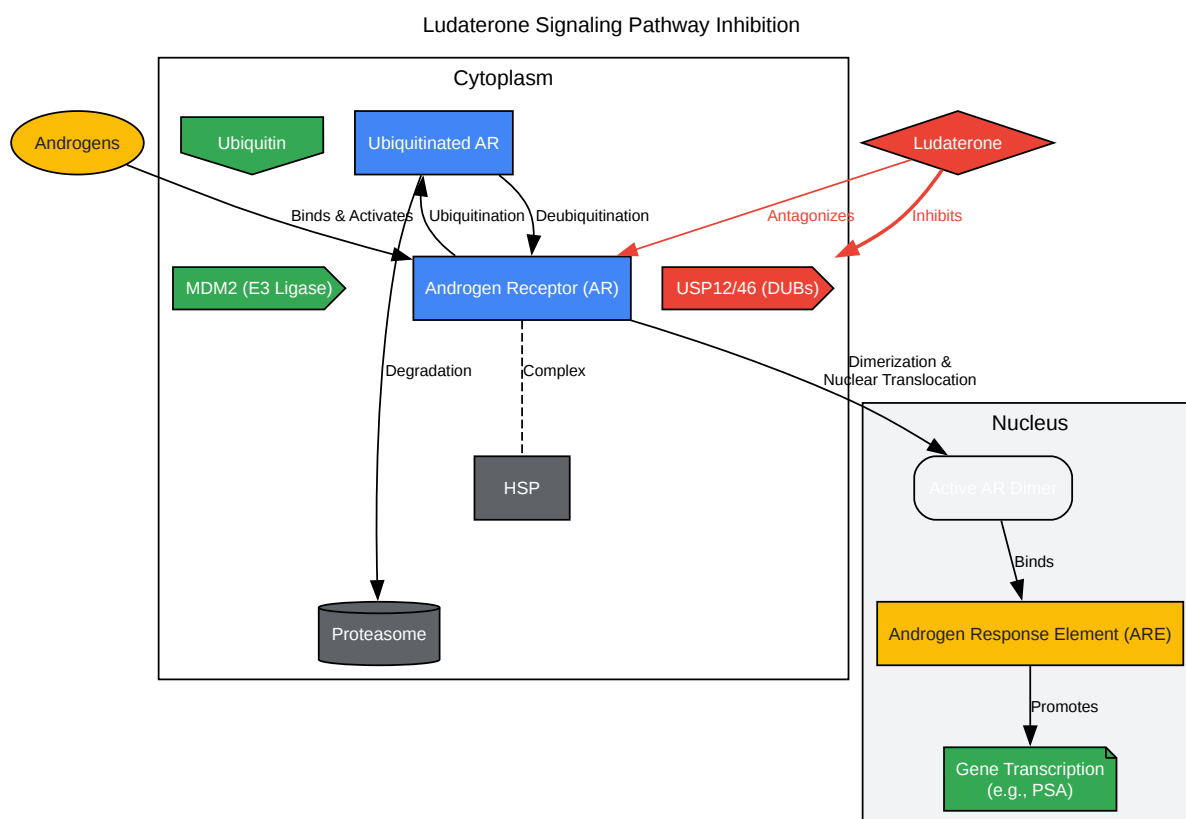 Ludaterone Signaling Pathway Inhibition
Cytoplasm
Androgens
Ubiquitin
Ubiquitinated AR
Ludaterone
Binds & Activates
Ubiquitination
Deubiquitination
Antagonizes
Inhibits
MDM2 (E3 Ligase)
Androgen Receptor (AR)
USP12/46 (DUBs)
Degradation
Complex
Dimerization &
Nuclear Translocation
Nucleus
HSP
Active AR Dimer
Binds
Proteasome
Androgen Response Element (ARE)
Promotes
Gene Transcription
(e.g., PSA)